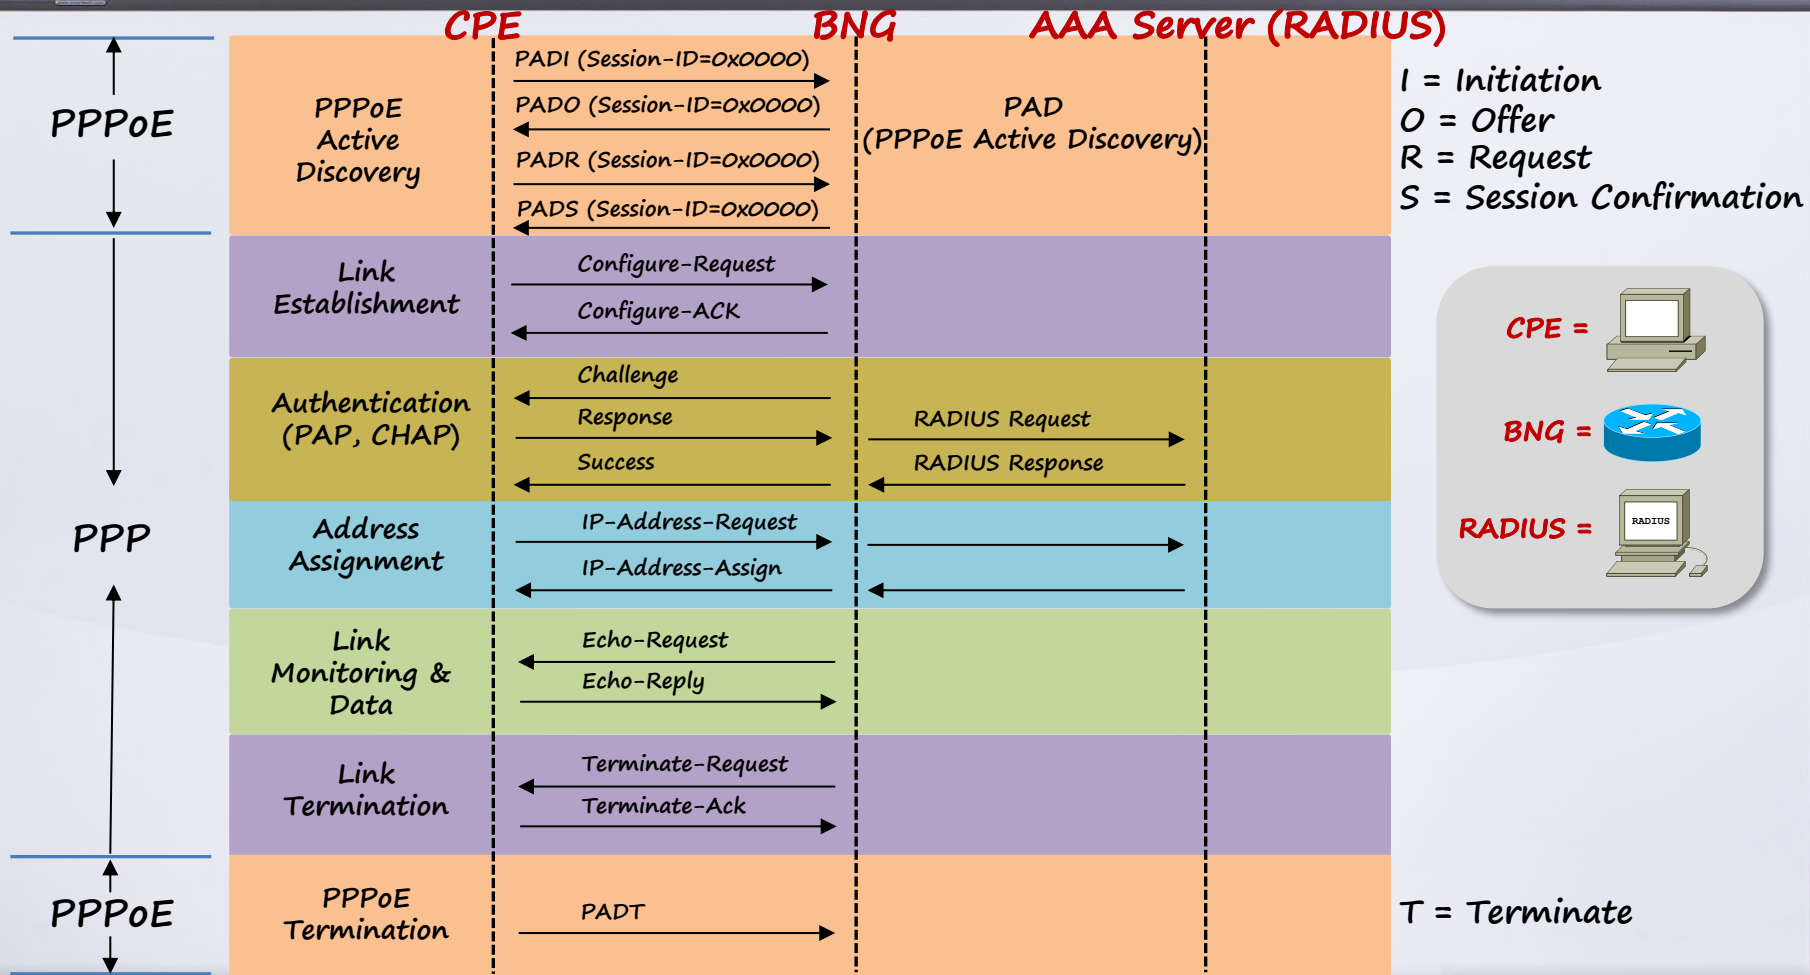 CPE
BNG
AAA Server (RADIUS)
PPPoE
PPPoE
Active
Discovery
PADI (Session-ID=0x0000)
PADO (Session-ID=0x0000)
PADR (Session-ID=0x0000)
PADS (Session-ID=0x0000)
PAD
(PPPoE Active Discovery)
I = Initiation
O = Offer
R = Request
S = Session Confirmation
Link
Establishment
Configure-Request
Configure-ACK
CPE =
BNG =
RADIUS =
RADIUS
Authentication
(PAP, CHAP)
Challenge
Response
Success
RADIUS Request
RADIUS Response
PPP
Address
Assignment
IP-Address-Request
IP-Address-Assign
Link
Monitoring &
Data
Echo-Request
Echo-Reply
Link
Termination
Terminate-Request
Terminate-Ack
PPPoE
PPPoE
Termination
PADT
T = Terminate